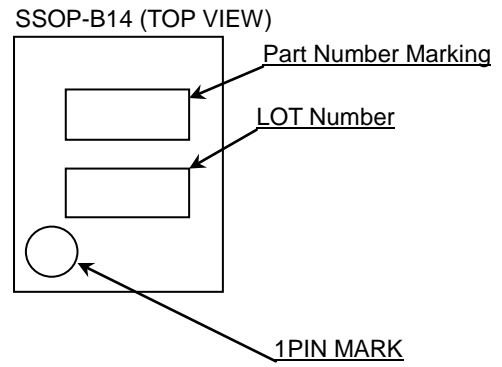 SSOP-B14 (TOP VIEW)
Part Number Marking
LOT Number
1PIN MARK